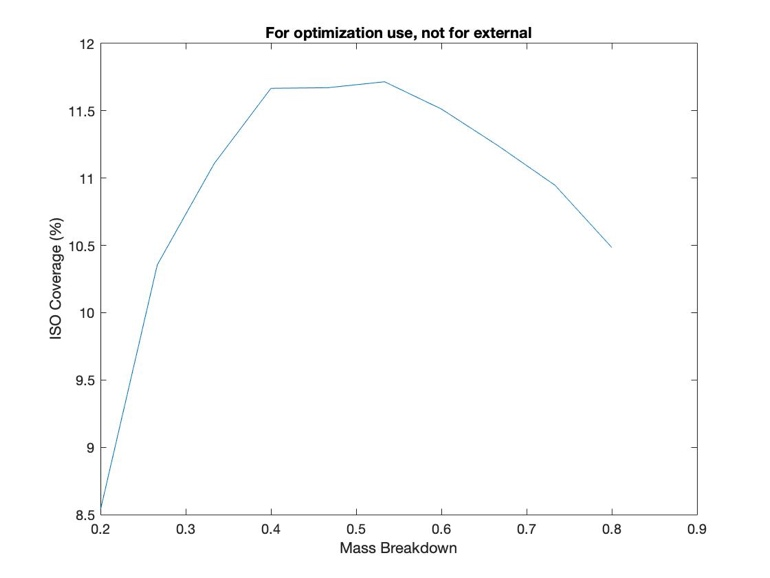 For optimization use, not for external
12
11.5
11
10.5
10
9.5
9
8.5
ISO Coverage (%)
0.2 0.3 0.4 0.5 0.6 0.7 0.8 0.9
Mass Breakdown